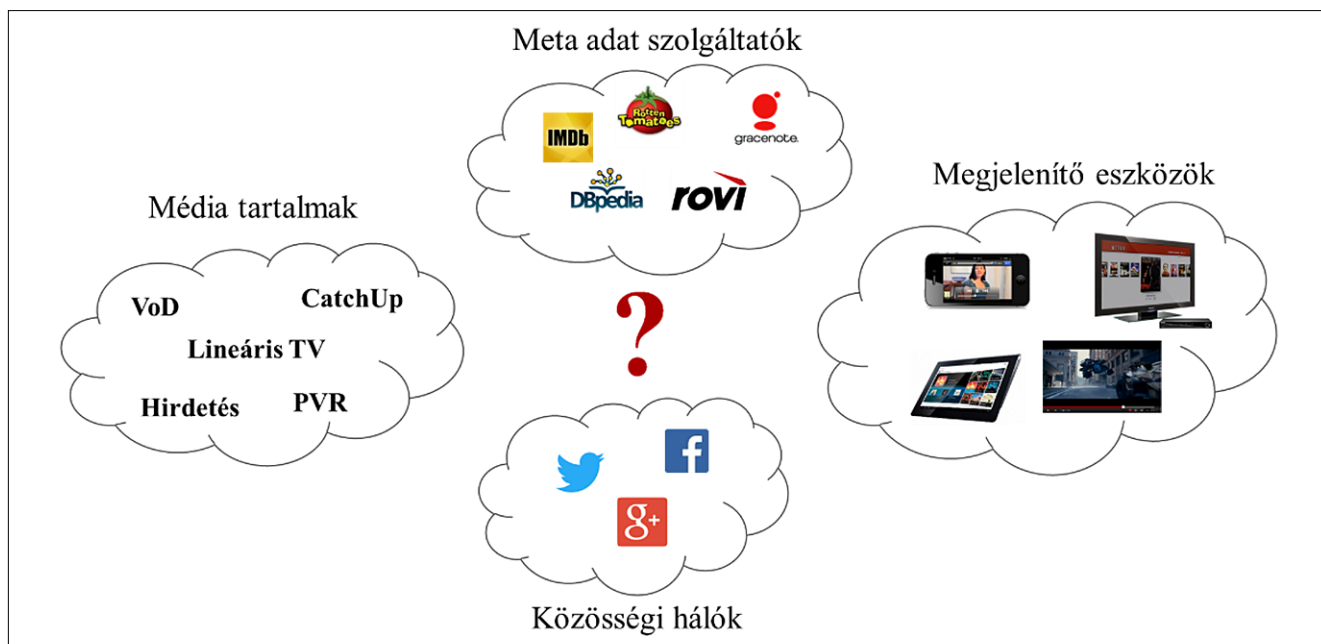 Meta adat szolgáltatók
IMDb
Rotten
Tomatoes
gracenote.
DBpedia
rovi
Média tartalmak
VoD
CatchUp
Lineáris TV
Hirdetés
PVR
?
Megjelenítő eszközök
f
g+
Közösségi hálók